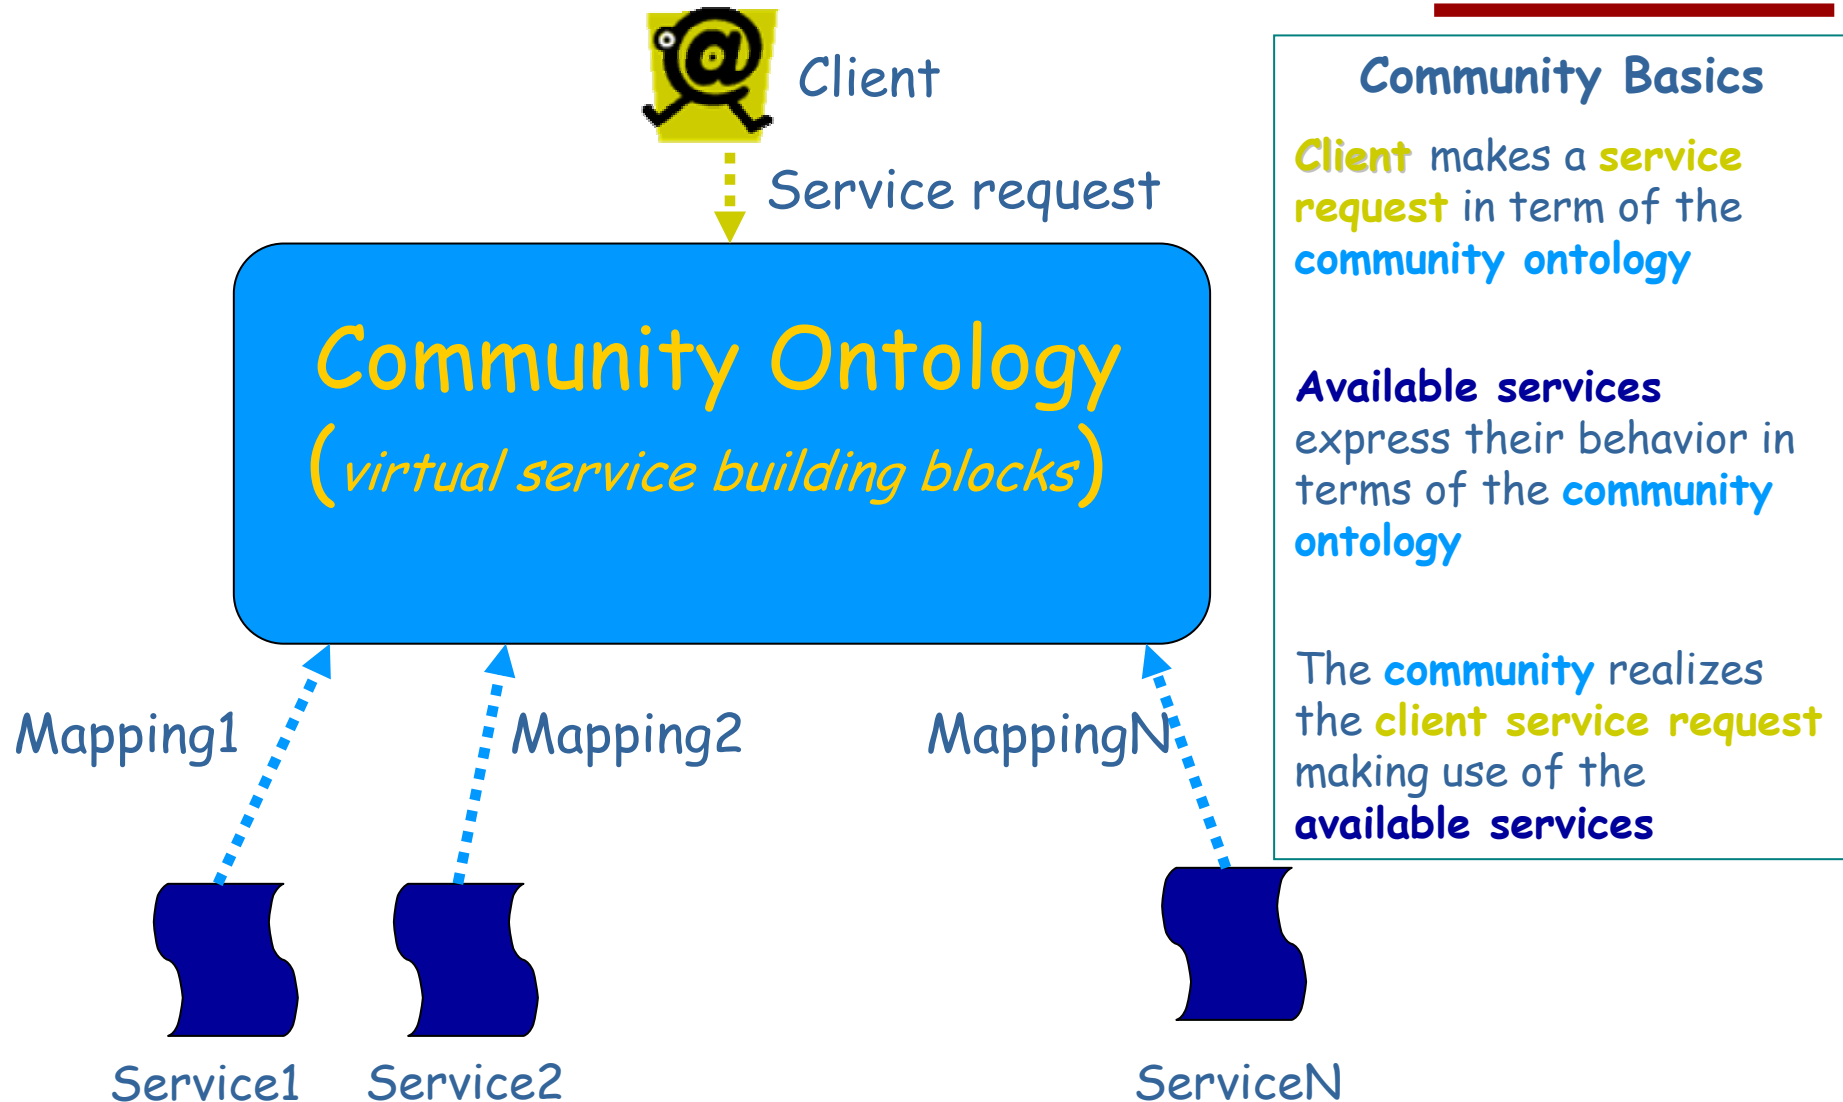 Client
Service request
Community Ontology
(virtual service building blocks)
Mapping1
Mapping2
MappingN
Service1
Service2
ServiceN
Community Basics
Client makes a service
request in term of the
community ontology
Available services
express their behavior in
terms of the community
ontology
The community realizes
the client service request
making use of the
available services